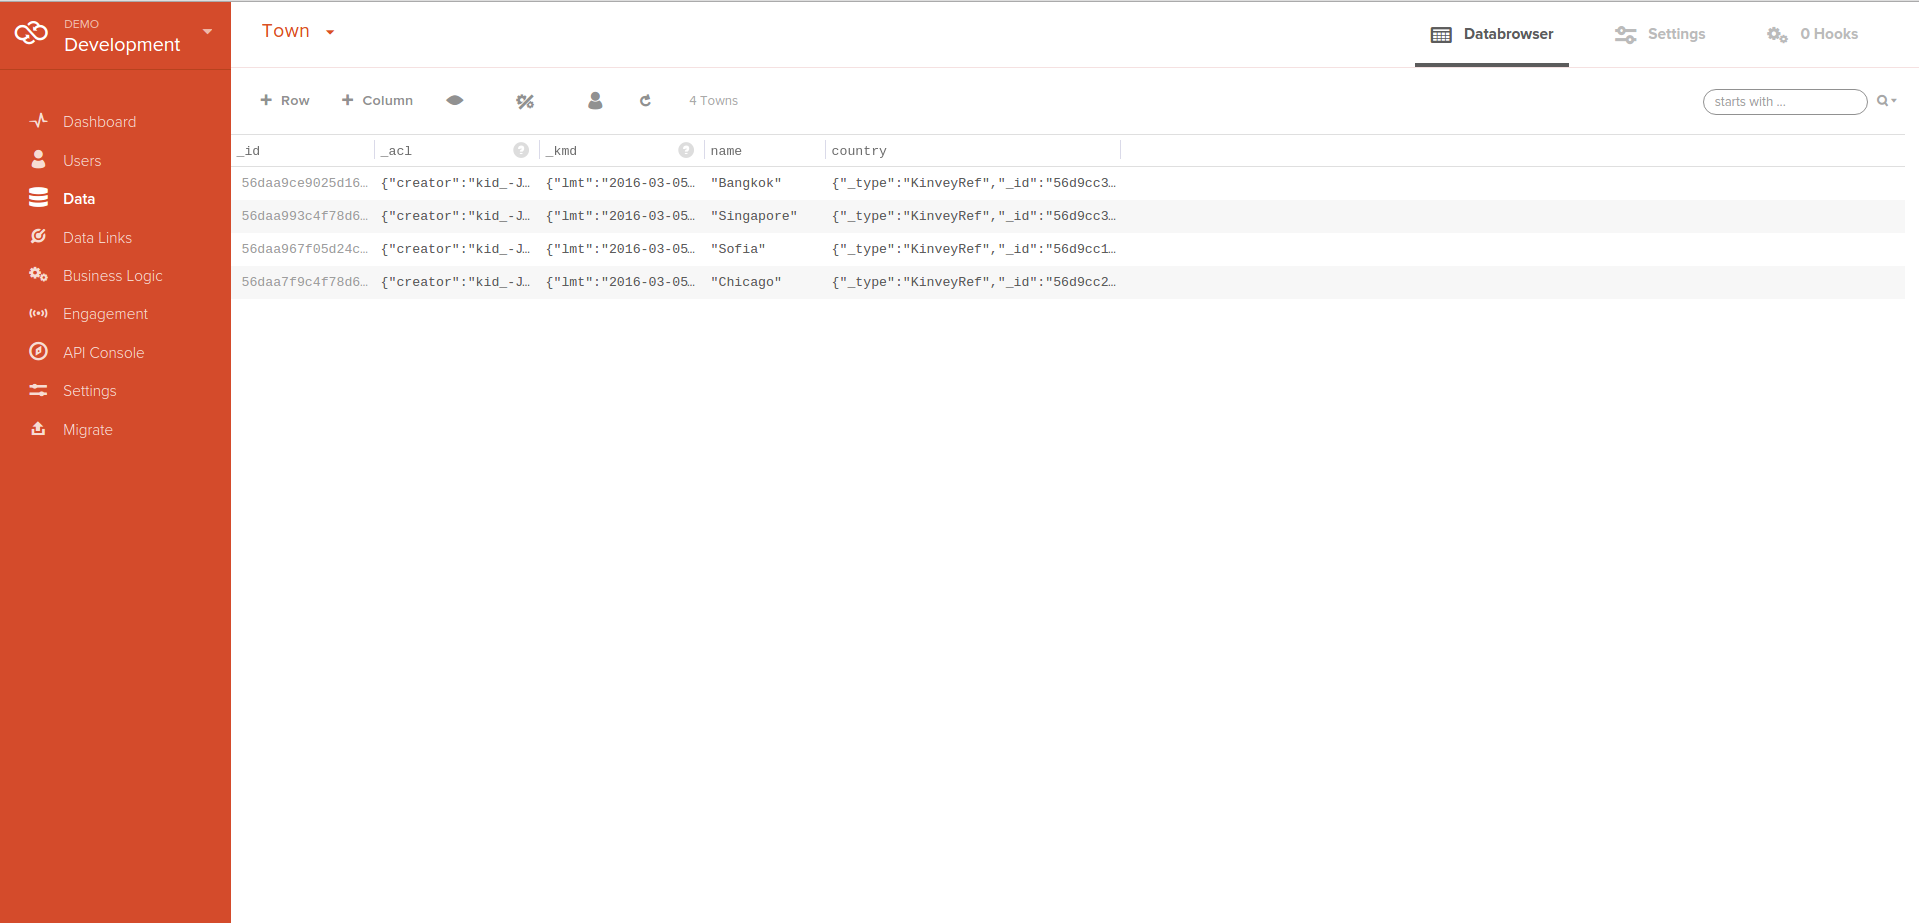 DEMO
Development
Dashboard
Users
Data
Data Links
Business Logic
Engagement
API Console
Settings
Migrate
Town
Databrowser
Settings
0 Hooks
+ Row
+ Column
4 Towns
starts with ...
_id _acl ? _kmd ? name country
56daa9ce9025d16… {"creator":"kid_-J… {"lmt":"2016-03-05… "Bangkok" {"_type":"KinveyRef","_id":"56d9cc3…
56daa993c4f78d6… {"creator":"kid_-J… {"lmt":"2016-03-05… "Singapore" {"_type":"KinveyRef","_id":"56d9cc3…
56daa967f05d24c… {"creator":"kid_-J… {"lmt":"2016-03-05… "Sofia" {"_type":"KinveyRef","_id":"56d9cc1…
56daa7f9c4f78d6… {"creator":"kid_-J… {"lmt":"2016-03-05… "Chicago" {"_type":"KinveyRef","_id":"56d9cc2…